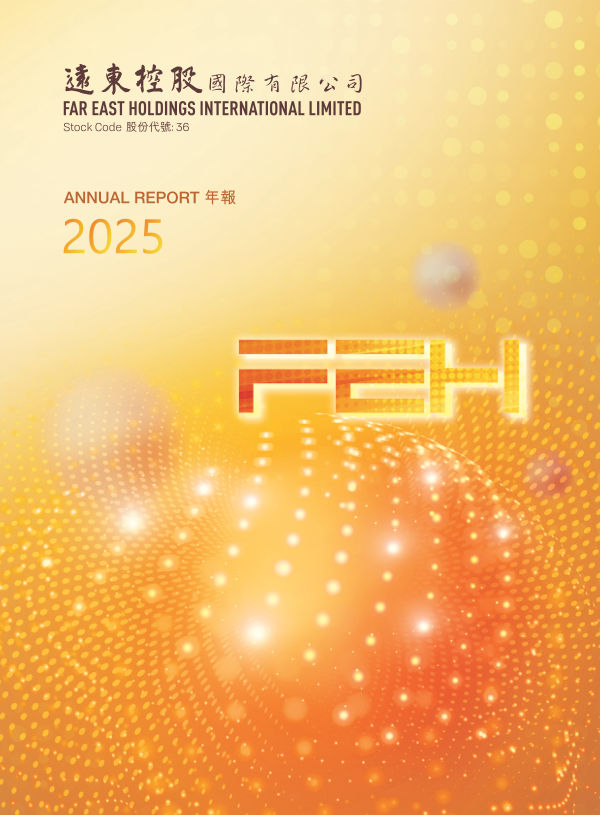 遠東控股國際有限公司
FAR EAST HOLDINGS INTERNATIONAL LIMITED
Stock Code 股份代號: 36
ANNUAL REPORT 年報
2025
FEH